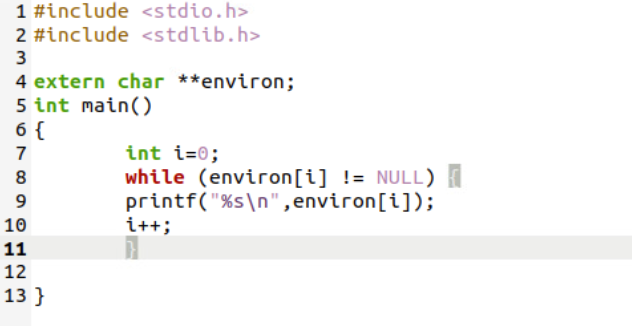 1 #include <stdio.h>
2 #include <stdlib.h>
3
4 extern char **environ;
5 int main()
6 {
7         int i=0;
8         while (environ[i] != NULL) {
9         printf("%s\n",environ[i]);
10         i++;
11         }
12
13 }